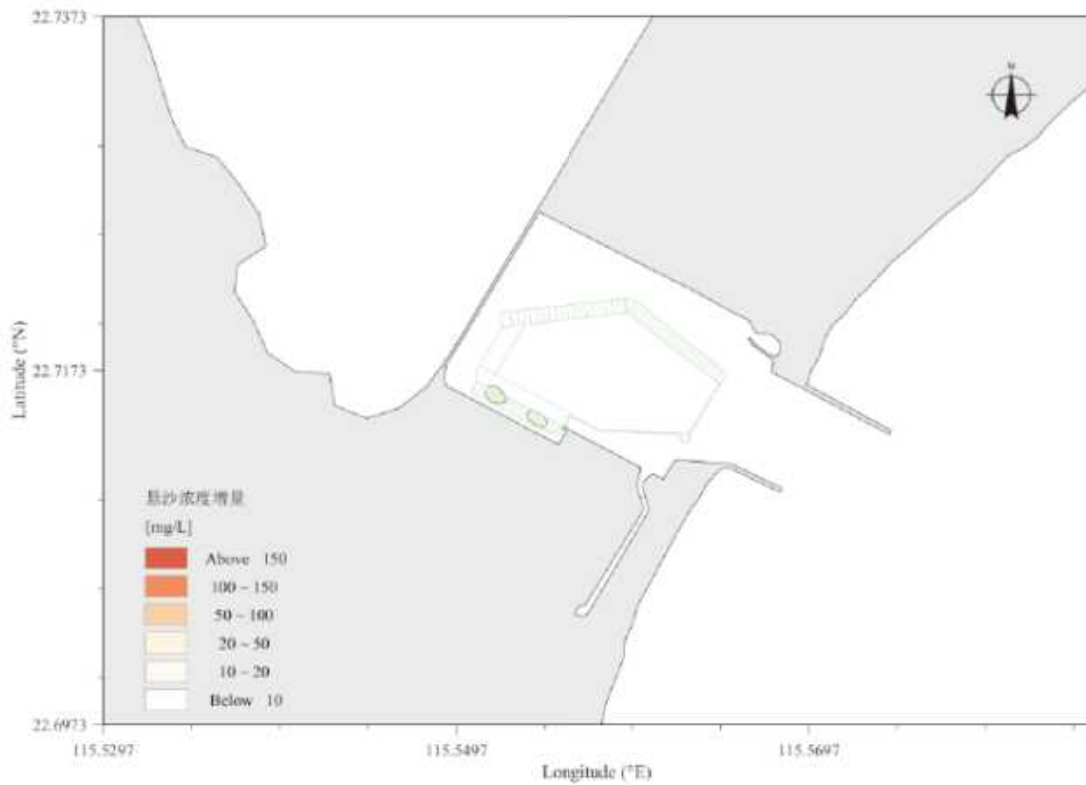 22.7373
N
Latitude (°N)
22.7173
悬沙浓度增量
[mg/L]
Above 150
100 ~ 150
50 ~ 100
20 ~ 50
10 ~ 20
Below 10
22.6973
115.5297
115.5497
115.5697
Longitude (°E)